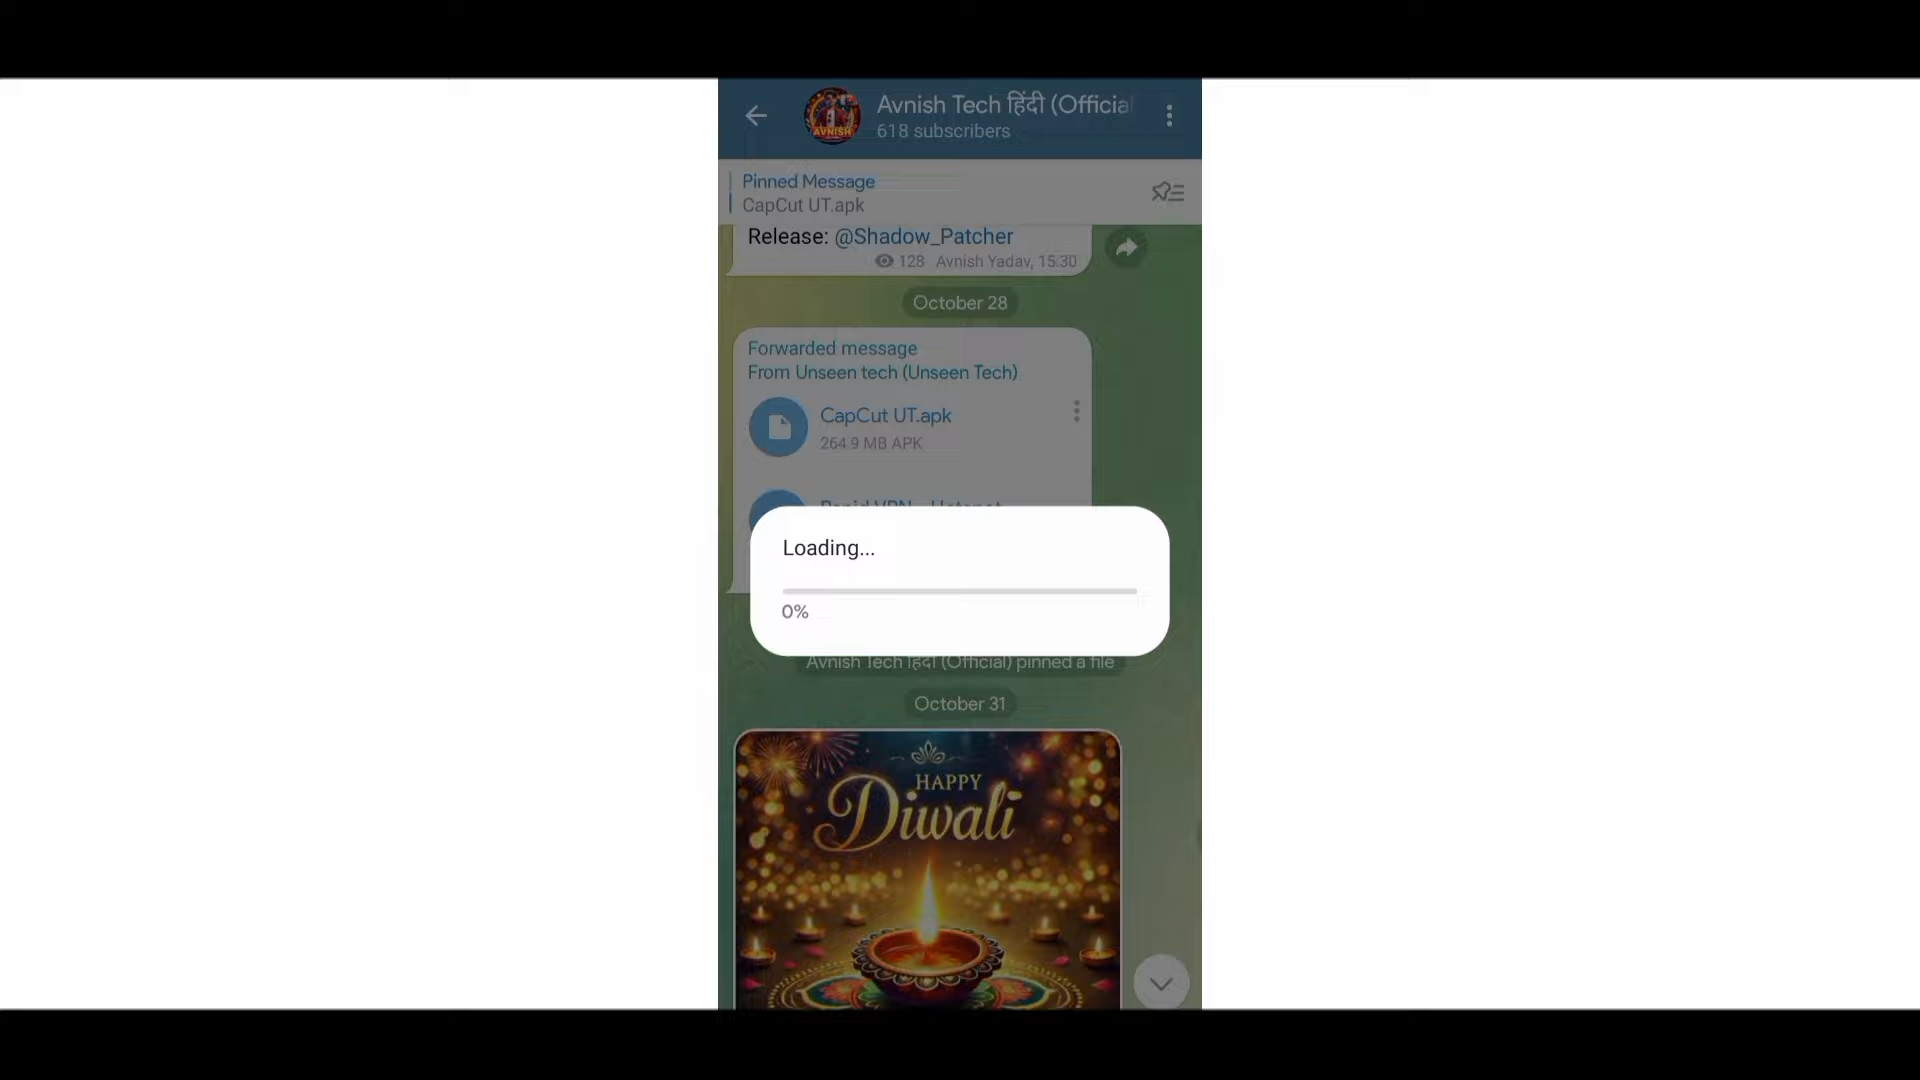 Avnish Tech हिंदी (Official
618 subscribers
AVNISH
Pinned Message
CapCut UT.apk
Release: @Shadow_Patcher
128 Avnish Yadav, 15:30
October 28
Forwarded message
From Unseen tech (Unseen Tech)
CapCut UT.apk
264.9 MB APK
Loading...
0%
Avnish Tech हिंदी (Official) pinned a file
October 31
HAPPY
Diwali